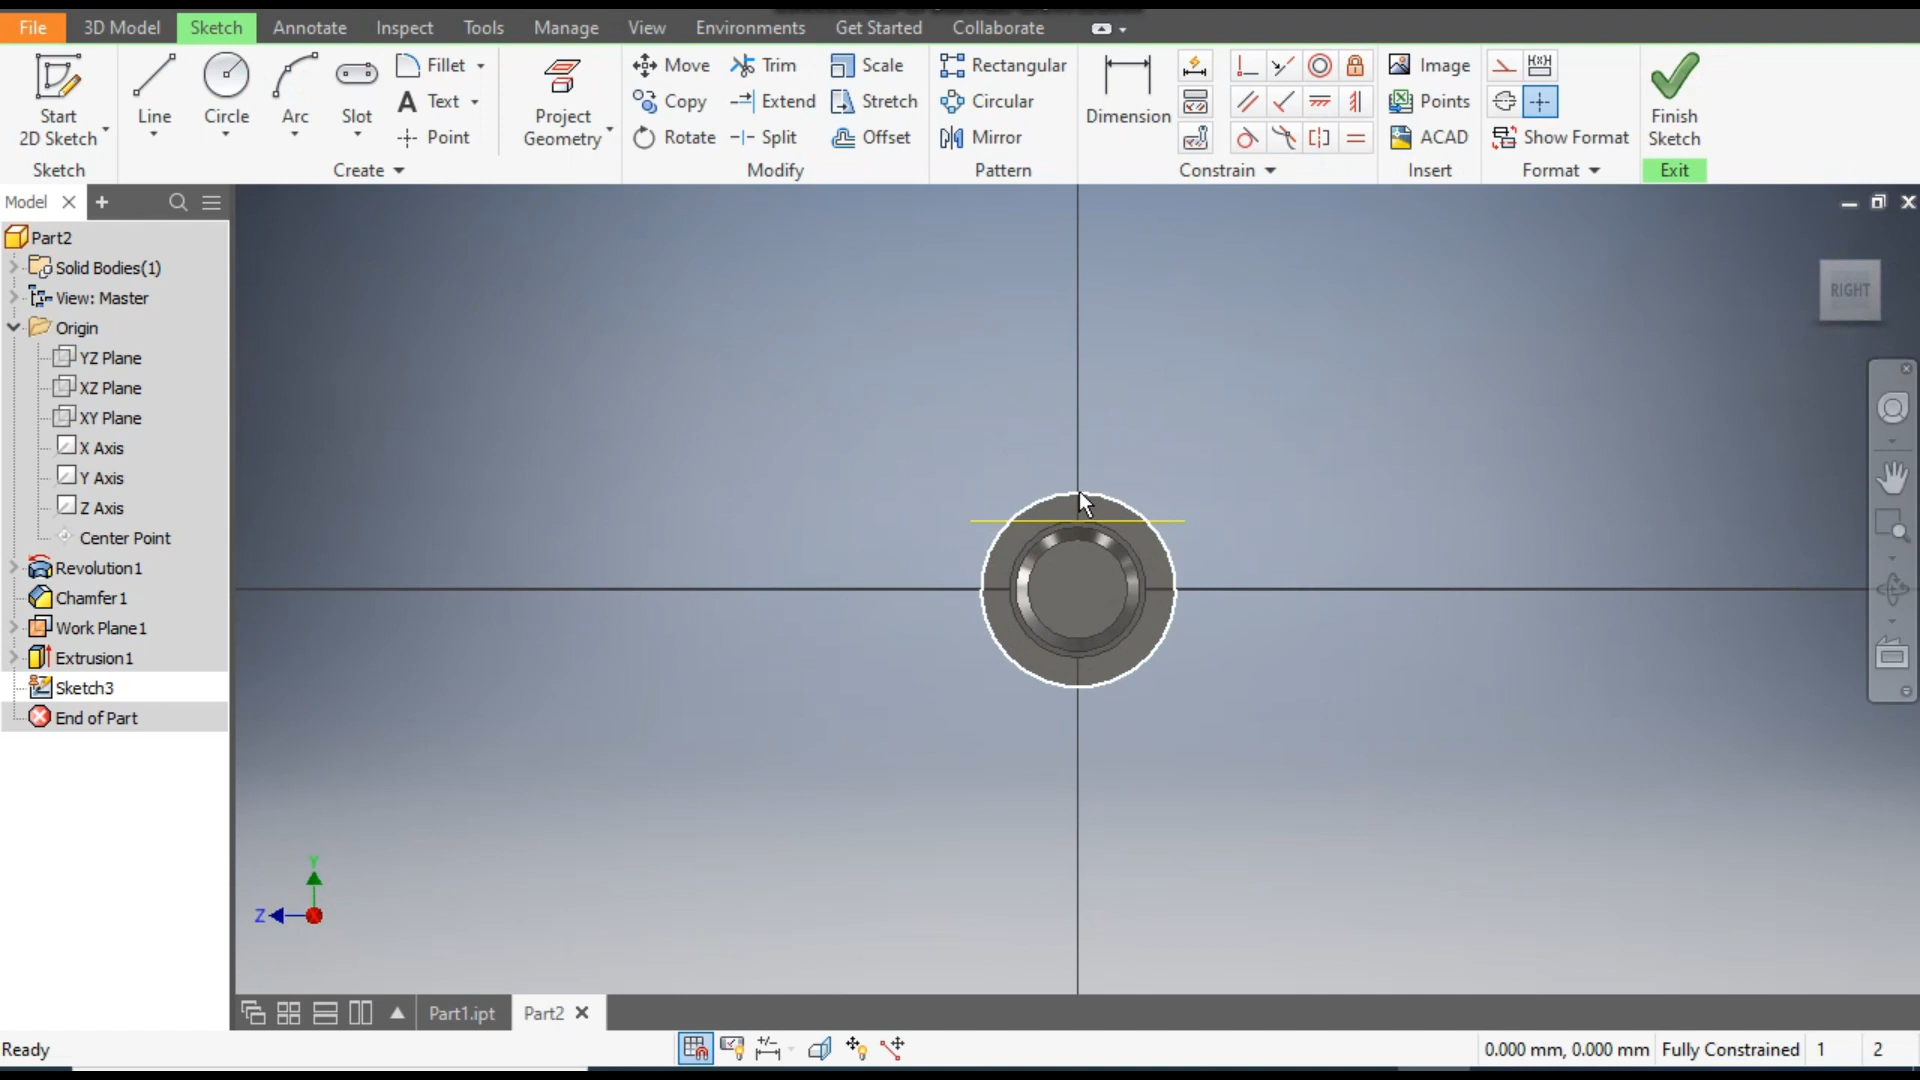 File 3D Model Sketch Annotate Inspect Tools Manage View Environments Get Started Collaborate
Start 2D Sketch
Line
Circle
Arc
Slot
Fillet
Text
Point
Project Geometry
Move
Copy
Rotate
Trim
Extend
Split
Scale
Stretch
Offset
Rectangular
Circular
Mirror
Dimension
Image
Points
ACAD
Show Format
Finish Sketch
Sketch Create Modify Pattern Constrain Insert Format Exit
Model
Part2
Solid Bodies(1)
View: Master
Origin
YZ Plane
XZ Plane
XY Plane
X Axis
Y Axis
Z Axis
Center Point
Revolution1
Chamfer1
Work Plane1
Extrusion1
Sketch3
End of Part
RIGHT
Y
Z
Part1.ipt Part2
Ready 0.000 mm, 0.000 mm Fully Constrained 1 2